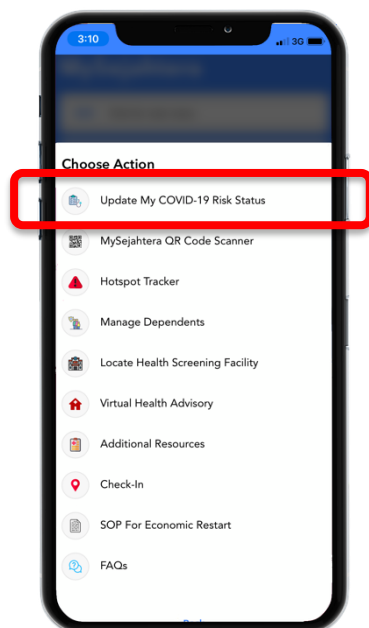 3:10
3G
MySejahtera
Choose Action
Update My COVID-19 Risk Status
MySejahtera QR Code Scanner
Hotspot Tracker
Manage Dependents
Locate Health Screening Facility
Virtual Health Advisory
Additional Resources
Check-In
SOP For Economic Restart
FAQs